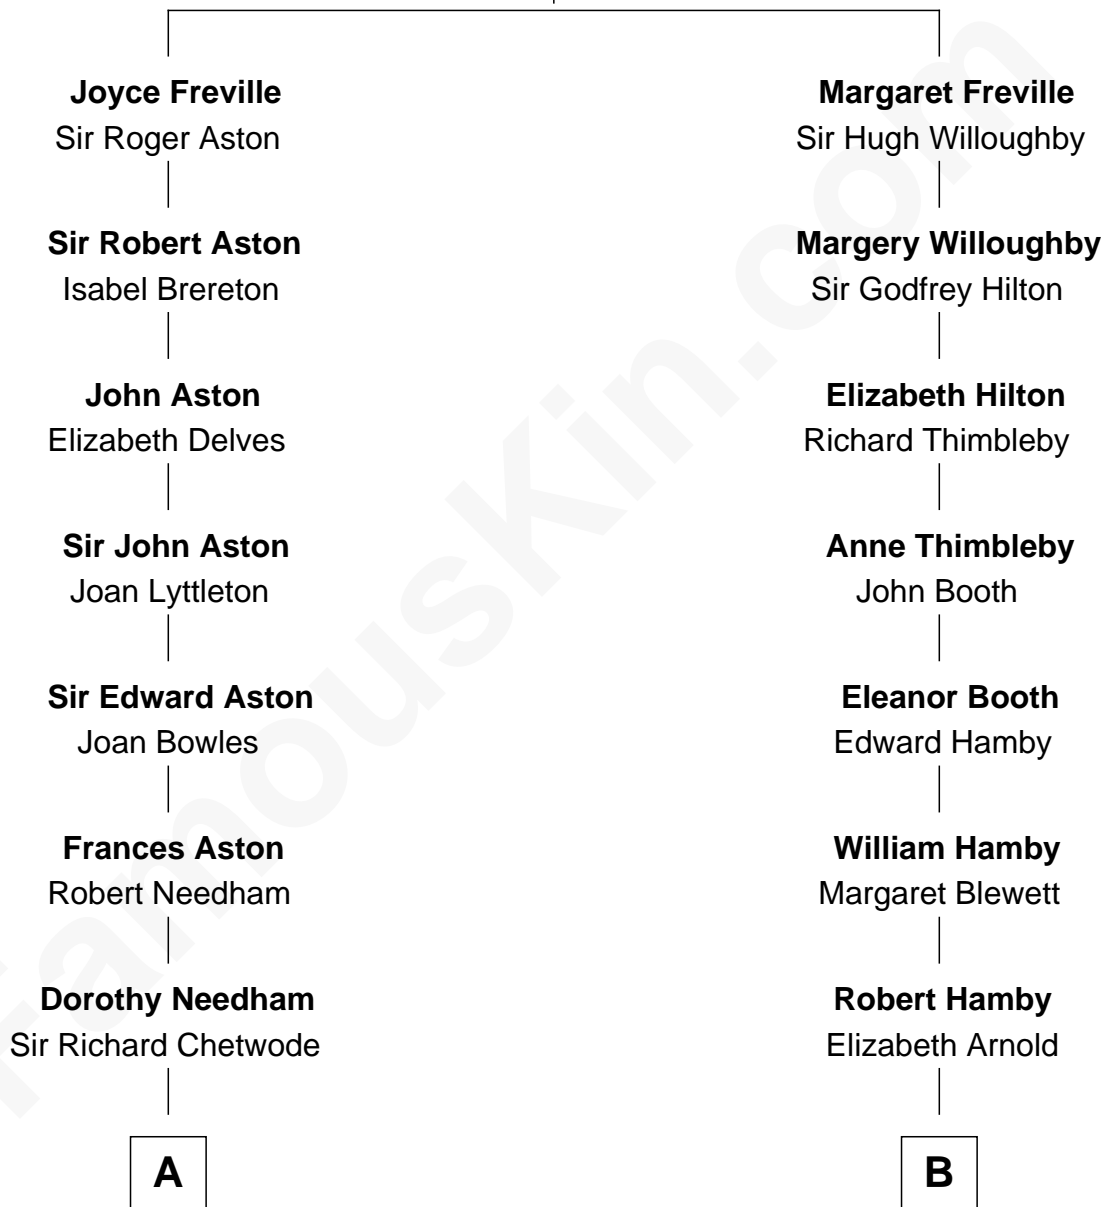 Joyce Freville
Sir Roger Aston
Sir Robert Aston
Isabel Brereton
John Aston
Elizabeth Delves
Sir John Aston
Joan Lyttleton
Sir Edward Aston
Joan Bowles
Frances Aston
Robert Needham
Dorothy Needham
Sir Richard Chetwode
A
Margaret Freville
Sir Hugh Willoughby
Margery Willoughby
Sir Godfrey Hilton
Elizabeth Hilton
Richard Thimbleby
Anne Thimbleby
John Booth
Eleanor Booth
Edward Hamby
William Hamby
Margaret Blewett
Robert Hamby
Elizabeth Arnold
B
FamousKin.com